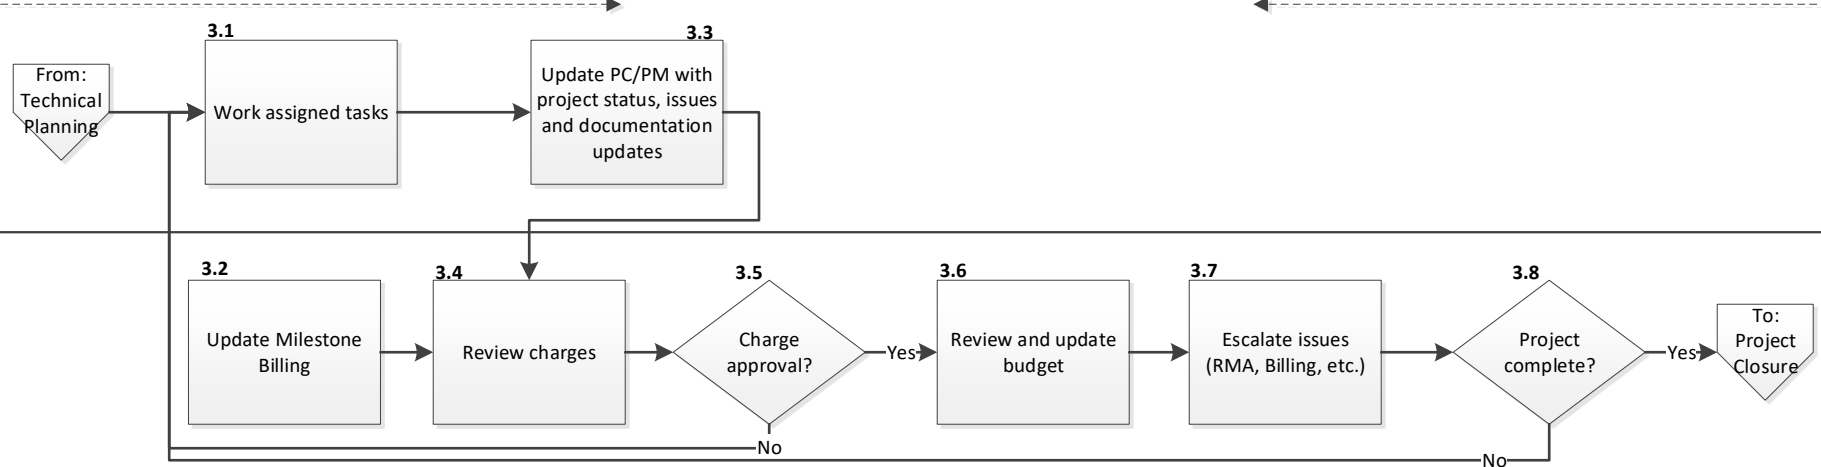 3.1
3.3
From:
Technical
Planning
Work assigned tasks
Update PC/PM with
project status, issues
and documentation
updates
3.2
3.4
3.5
3.6
3.7
3.8
Update Milestone
Billing
Review charges
Charge
approval?
Yes
Review and update
budget
Escalate issues
(RMA, Billing, etc.)
Project
complete?
Yes
To:
Project
Closure
No
No